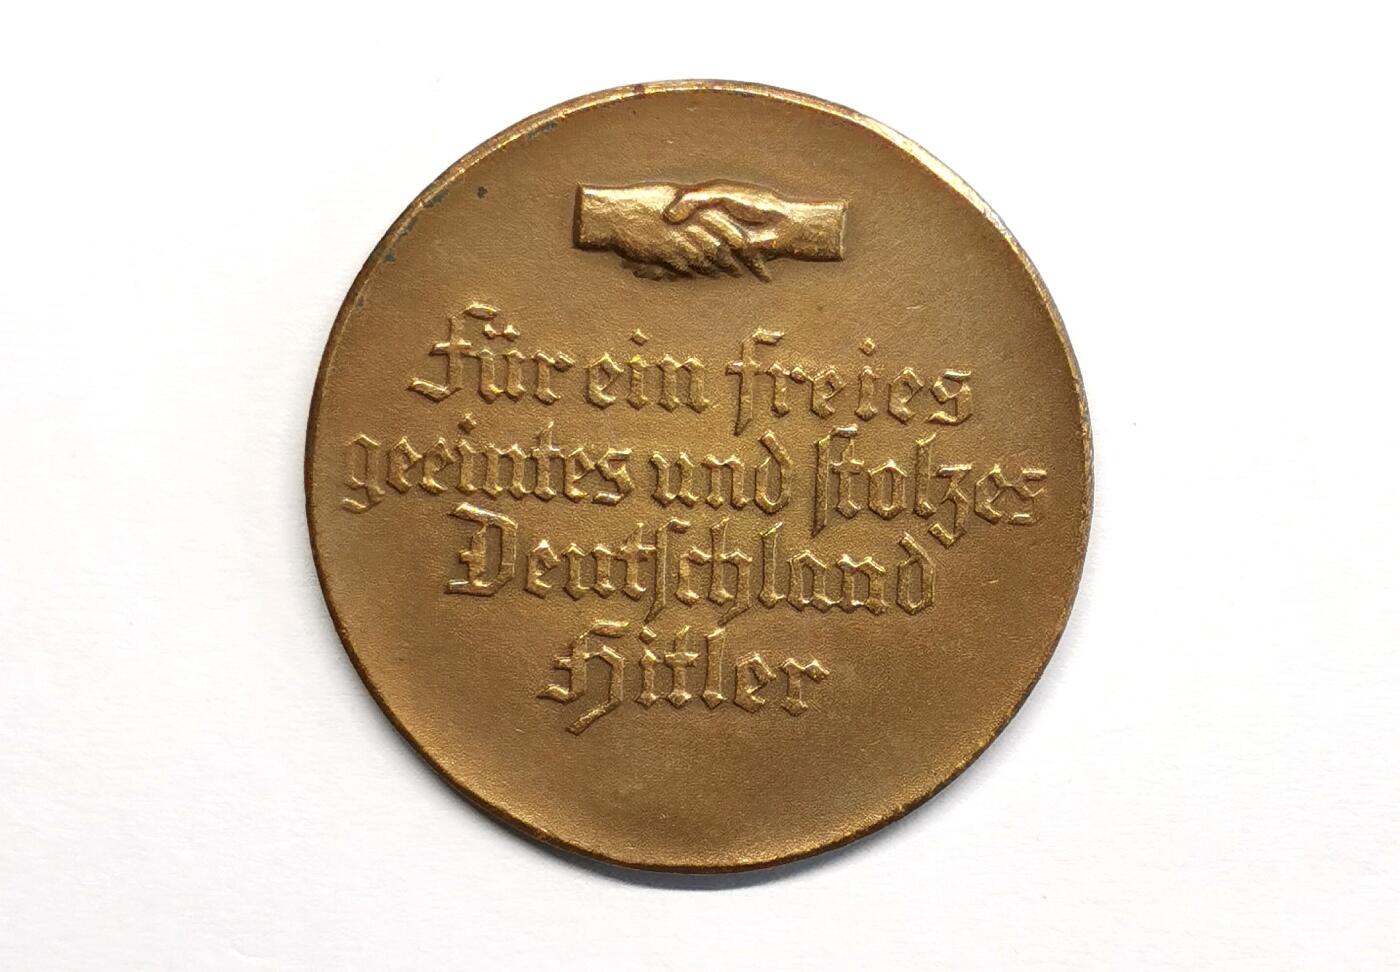 Für ein freies
geeintes und stolzes
Deutschland
Hitler